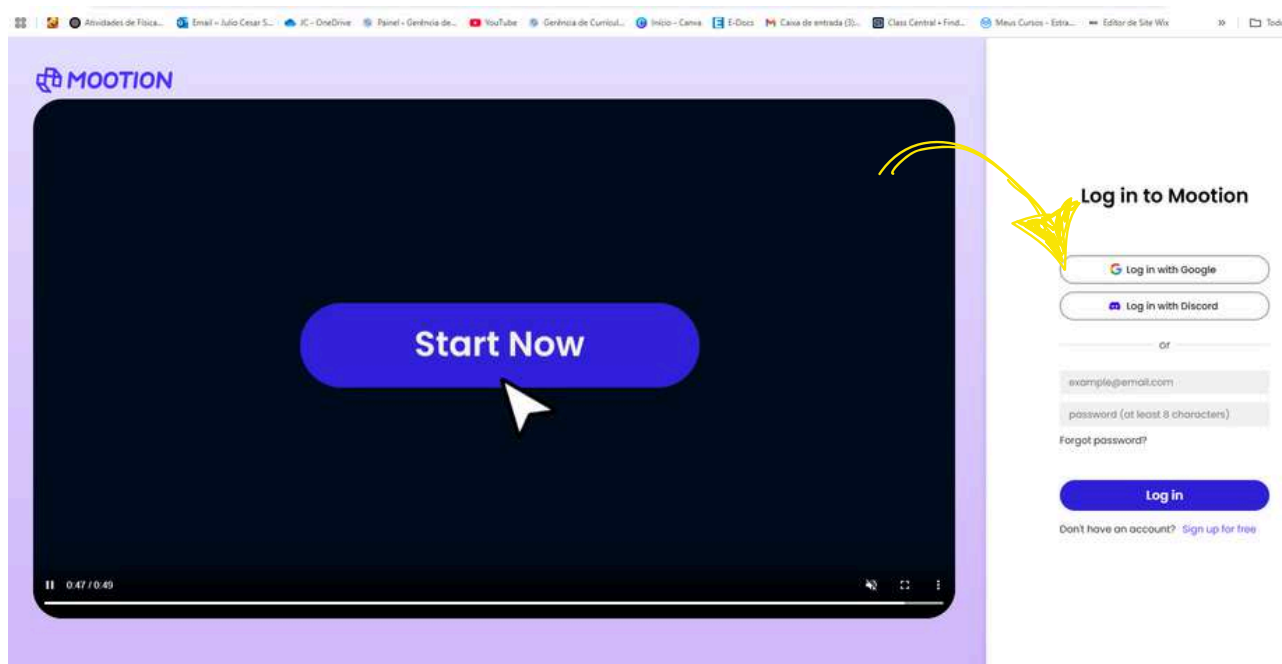 Atividades de Física... Email – Julio Cesar S... JC - OneDrive Painel – Gerência de... YouTube Gerência de Currícul... Início - Canva E-Docs Caixa de entrada (3)... Class Central • Find... Meus Cursos – Estra... Editor de Site Wix » Todo
MOOTION
Start Now
0:47 / 0:49
Log in to Mootion
Log in with Google
Log in with Discord
or
example@email.com
password (at least 8 characters)
Forgot password?
Log in
Don't have an account? Sign up for free